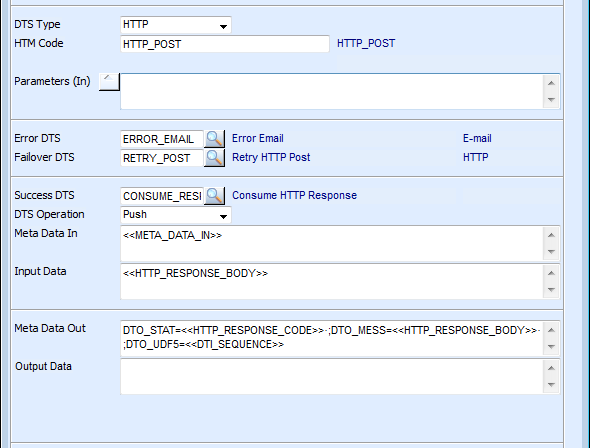 DTS Type HTTP
HTM Code HTTP_POST HTTP_POST
Parameters (In)
Error DTS ERROR_EMAIL Error Email E-mail
Failover DTS RETRY_POST Retry HTTP Post HTTP
Success DTS CONSUME_RESI Consume HTTP Response
DTS Operation Push
Meta Data In <<META_DATA_IN>>
Input Data <<HTTP_RESPONSE_BODY>>
Meta Data Out DTO_STAT=<<HTTP_RESPONSE_CODE>>·;DTO_MESS=<<HTTP_RESPONSE_BODY>>·
;DTO_UDF5=<<DTI_SEQUENCE>>
Output Data